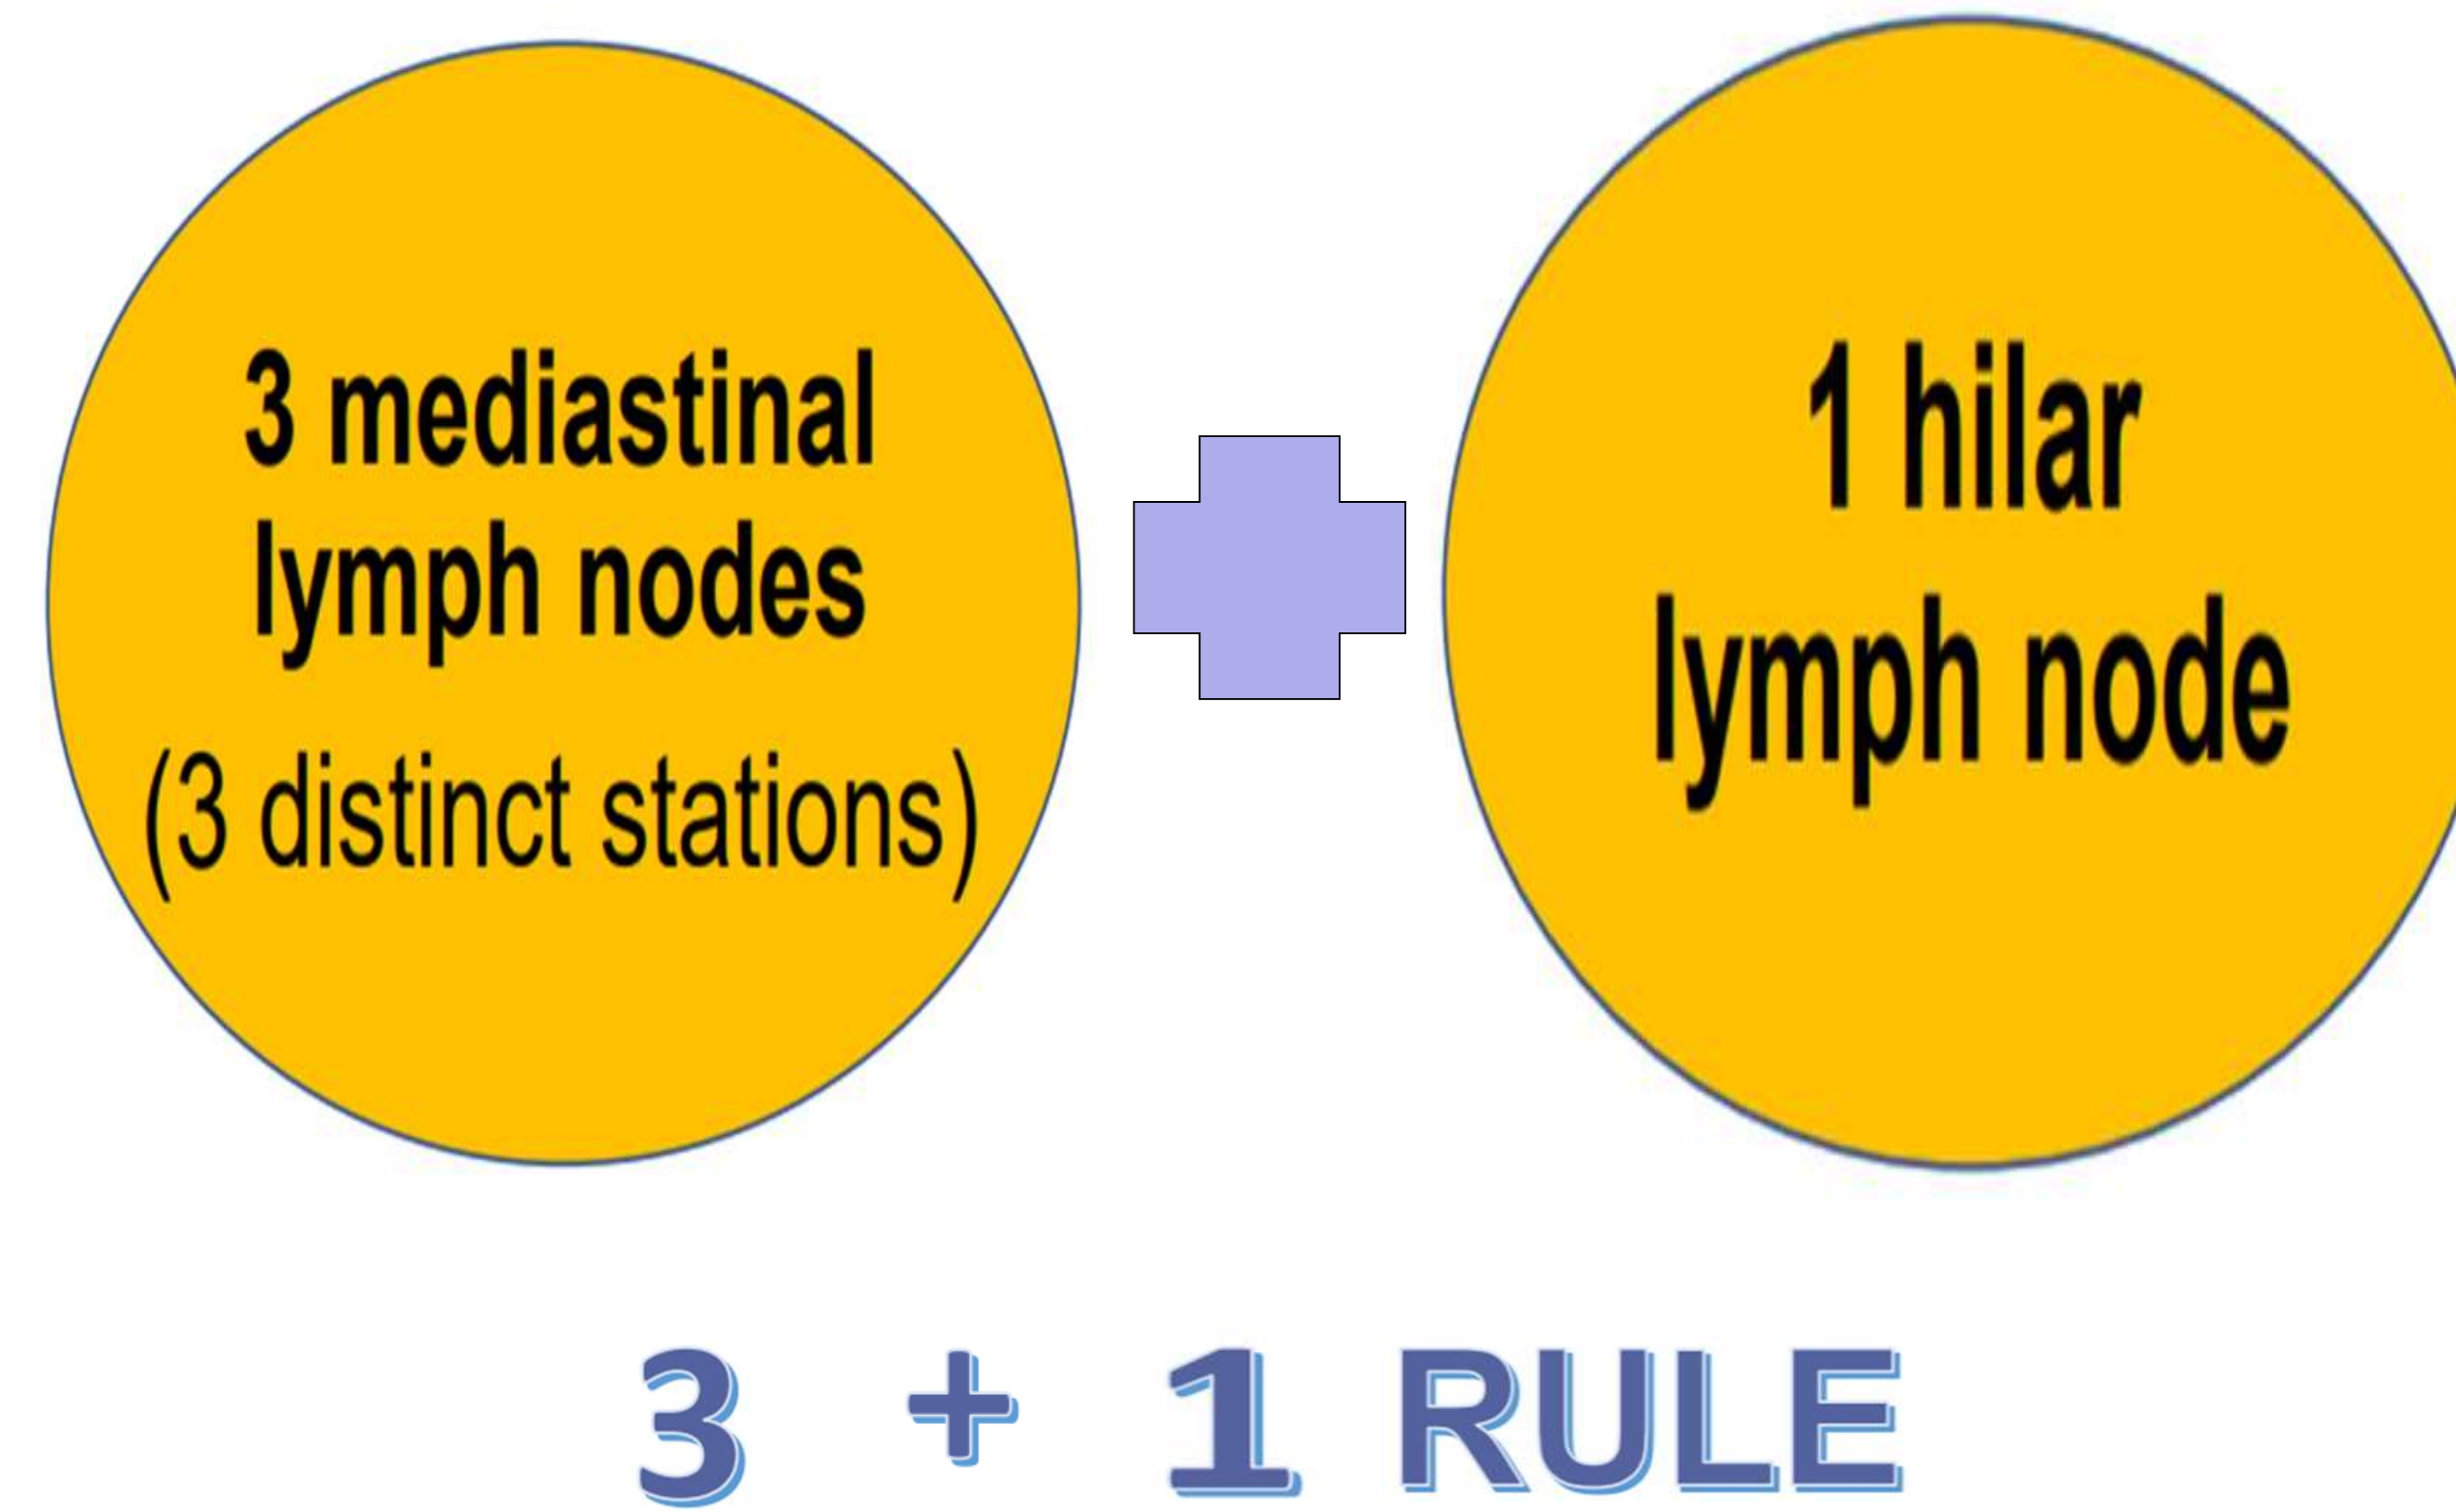 3 mediastinal
lymph nodes
(3 distinct stations)
1 hilar
lymph node
3 + 1 RULE